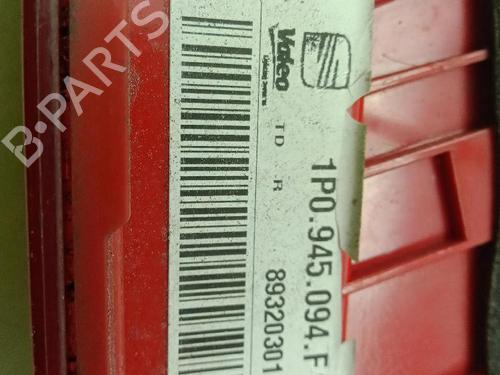 B-PARTS
Valeo
TD R
1P0.945.094.F
89320301